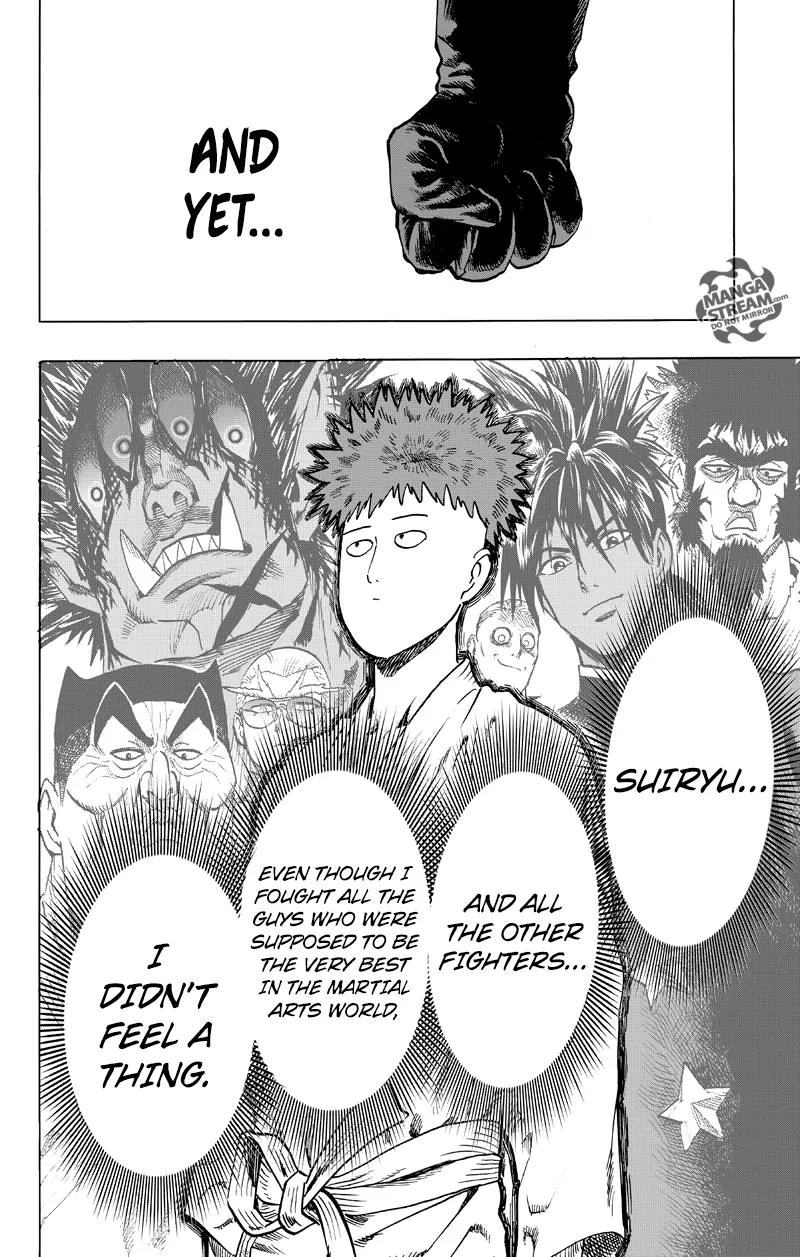 AND
YET...
MANGA
STREAM.com
DO NOT MIRROR
SUIRYU...
AND ALL
THE OTHER
FIGHTERS...
EVEN THOUGH I
FOUGHT ALL THE
GUYS WHO WERE
SUPPOSED TO BE
THE VERY BEST
IN THE MARTIAL
ARTS WORLD,
I
DIDN'T
FEEL A
THING.